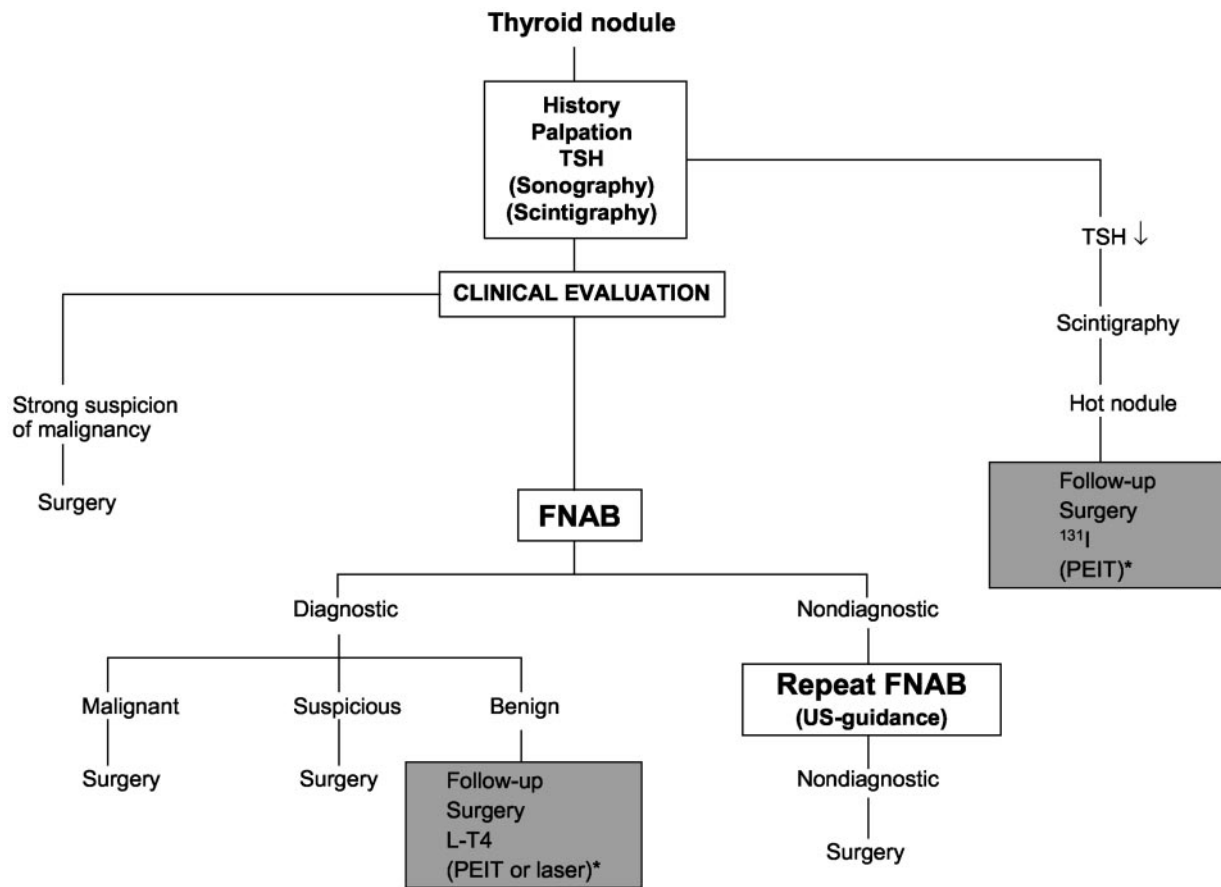 Thyroid nodule
History
Palpation
TSH
(Sonography)
(Scintigraphy)
TSH ↓
CLINICAL EVALUATION
Scintigraphy
Strong suspicion
of malignancy
Hot nodule
Surgery
Follow-up
Surgery
¹³¹I
(PEIT)*
FNAB
Diagnostic
Nondiagnostic
Malignant
Suspicious
Benign
Repeat FNAB
(US-guidance)
Surgery
Surgery
Follow-up
Surgery
L-T4
(PEIT or laser)*
Nondiagnostic
Surgery